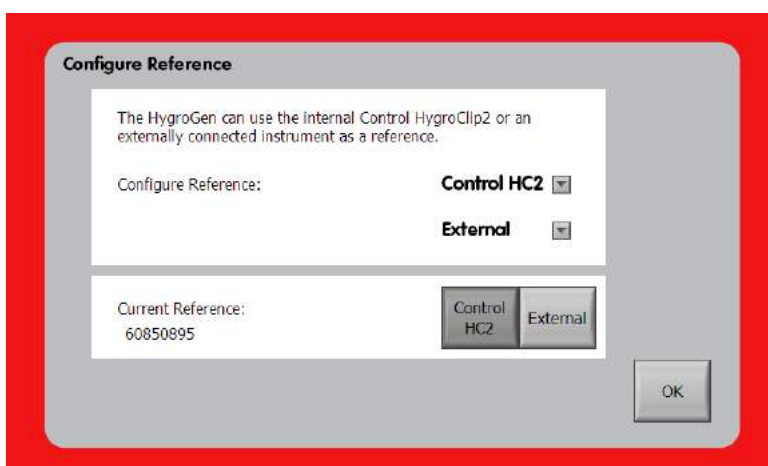 Configure Reference
The HygroGen can use the internal Control HygroClip2 or an
externally connected instrument as a reference.
Configure Reference:
Control HC2
External
Current Reference:
60850895
Control
HC2
External
OK